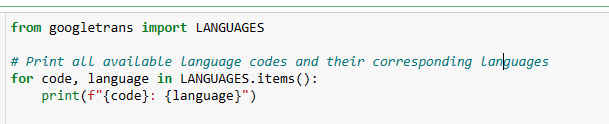 from googletrans import LANGUAGES
# Print all available language codes and their corresponding languages
for code, language in LANGUAGES.items():
    print(f"{code}: {language}")